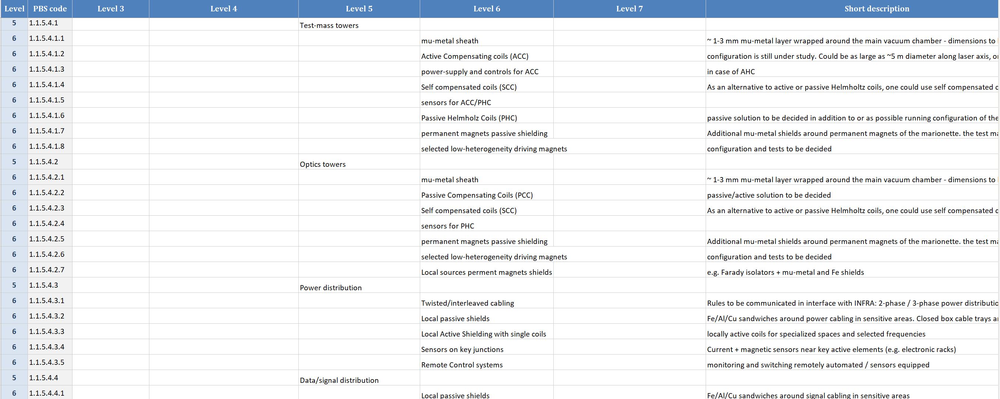 Level PBS code Level 3 Level 4 Level 5 Level 6 Level 7 Short description
5 1.1.5.4.1 Test-mass towers
6 1.1.5.4.1.1 mu-metal sheath ~ 1-3 mm mu-metal layer wrapped around the main vacuum chamber - dimensions to
6 1.1.5.4.1.2 Active Compensating coils (ACC) configuration is still under study. Could be as large as ~5 m diameter along laser axis,
6 1.1.5.4.1.3 power-supply and controls for ACC in case of AHC
6 1.1.5.4.1.4 Self compensated coils (SCC) As an alternative to active or passive Helmholtz coils, one could use self compensated
6 1.1.5.4.1.5 sensors for ACC/PHC
6 1.1.5.4.1.6 Passive Helmholz Coils (PHC) passive solution to be decided in addition to or as possible running configuration of the
6 1.1.5.4.1.7 permanent magnets passive shielding Additional mu-metal shields around permanent magnets of the marionette. the test
6 1.1.5.4.1.8 selected low-heterogeneity driving magnets configuration and tests to be decided
5 1.1.5.4.2 Optics towers
6 1.1.5.4.2.1 mu-metal sheath ~ 1-3 mm mu-metal layer wrapped around the main vacuum chamber - dimensions to
6 1.1.5.4.2.2 Passive Compensating Coils (PCC) passive/active solution to be decided
6 1.1.5.4.2.3 Self compensated coils (SCC) As an alternative to active or passive Helmholtz coils, one could use self compensated
6 1.1.5.4.2.4 sensors for PHC
6 1.1.5.4.2.5 permanent magnets passive shielding Additional mu-metal shields around permanent magnets of the marionette. the test
6 1.1.5.4.2.6 selected low-heterogeneity driving magnets configuration and tests to be decided
6 1.1.5.4.2.7 Local sources perment magnets shields e.g. Farady isolators + mu-metal and Fe shields
5 1.1.5.4.3 Power distribution
6 1.1.5.4.3.1 Twisted/interleaved cabling Rules to be communicated in interface with INFRA: 2-phase / 3-phase power distributio
6 1.1.5.4.3.2 Local passive shields Fe/Al/Cu sandwiches around power cabling in sensitive areas. Closed box cable trays
6 1.1.5.4.3.3 Local Active Shielding with single coils locally active coils for specialized spaces and selected frequencies
6 1.1.5.4.3.4 Sensors on key junctions Current + magnetic sensors near key active elements (e.g. electronic racks)
6 1.1.5.4.3.5 Remote Control systems monitoring and switching remotely automated / sensors equipped
5 1.1.5.4.4 Data/signal distribution
6 1.1.5.4.4.1 Local passive shields Fe/Al/Cu sandwiches around signal cabling in sensitive areas